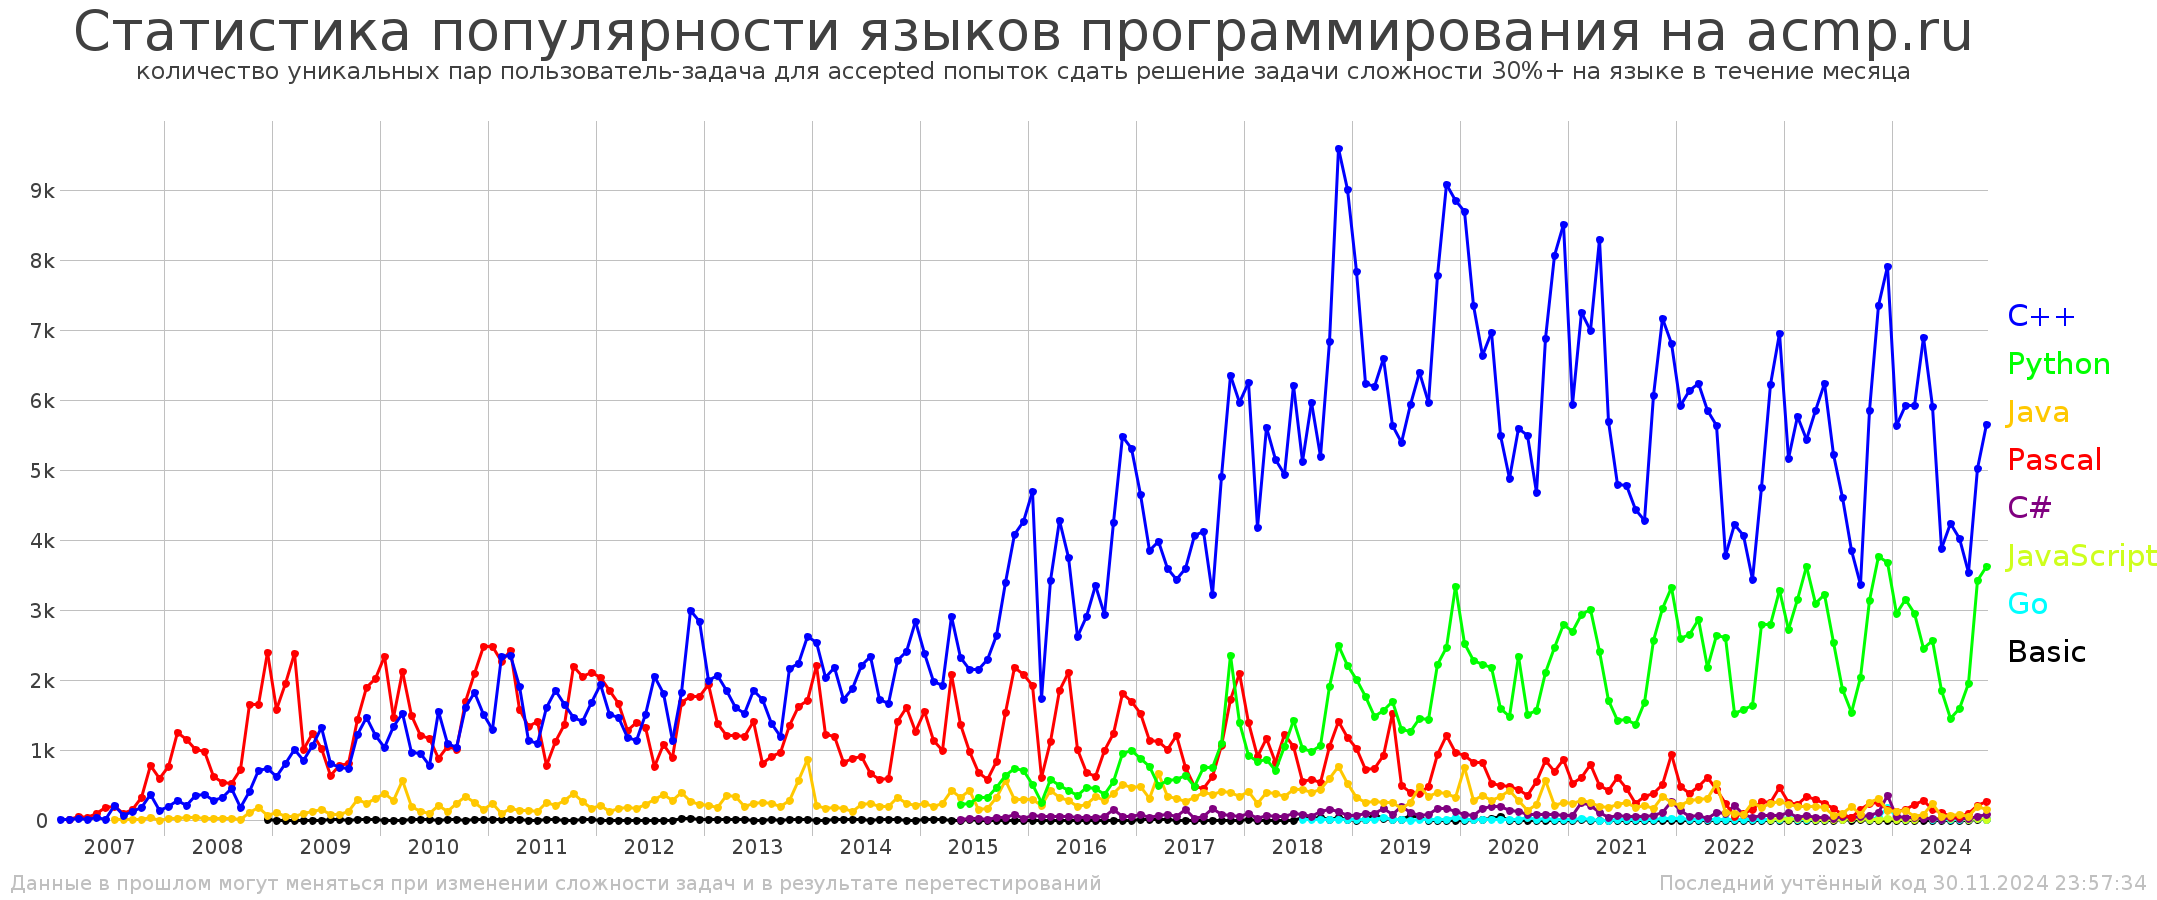 Статистика популярности языков программирования на acmp.ru
количество уникальных пар пользователь-задача для accepted попыток сдать решение задачи сложности 30%+ на языке в течение месяца
9k
8k
7k
6k
5k
4k
3k
2k
1k
0
C++
Python
Java
Pascal
C#
JavaScript
Go
Basic
2007 2008 2009 2010 2011 2012 2013 2014 2015 2016 2017 2018 2019 2020 2021 2022 2023 2024
Данные в прошлом могут меняться при изменении сложности задач и в результате перетестирований
Последний учтённый код 30.11.2024 23:57:34